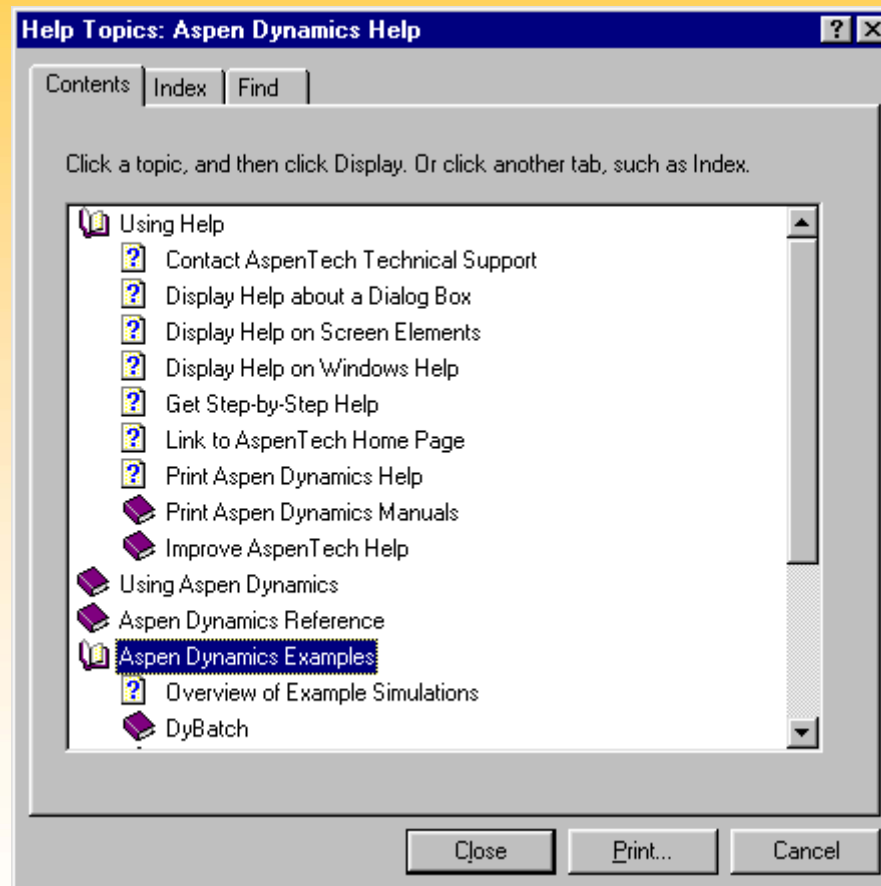 Help Topics: Aspen Dynamics Help
Contents Index Find
Click a topic, and then click Display. Or click another tab, such as Index.
Using Help
Contact AspenTech Technical Support
Display Help about a Dialog Box
Display Help on Screen Elements
Display Help on Windows Help
Get Step-by-Step Help
Link to AspenTech Home Page
Print Aspen Dynamics Help
Print Aspen Dynamics Manuals
Improve AspenTech Help
Using Aspen Dynamics
Aspen Dynamics Reference
Aspen Dynamics Examples
Overview of Example Simulations
DyBatch
Close Print... Cancel